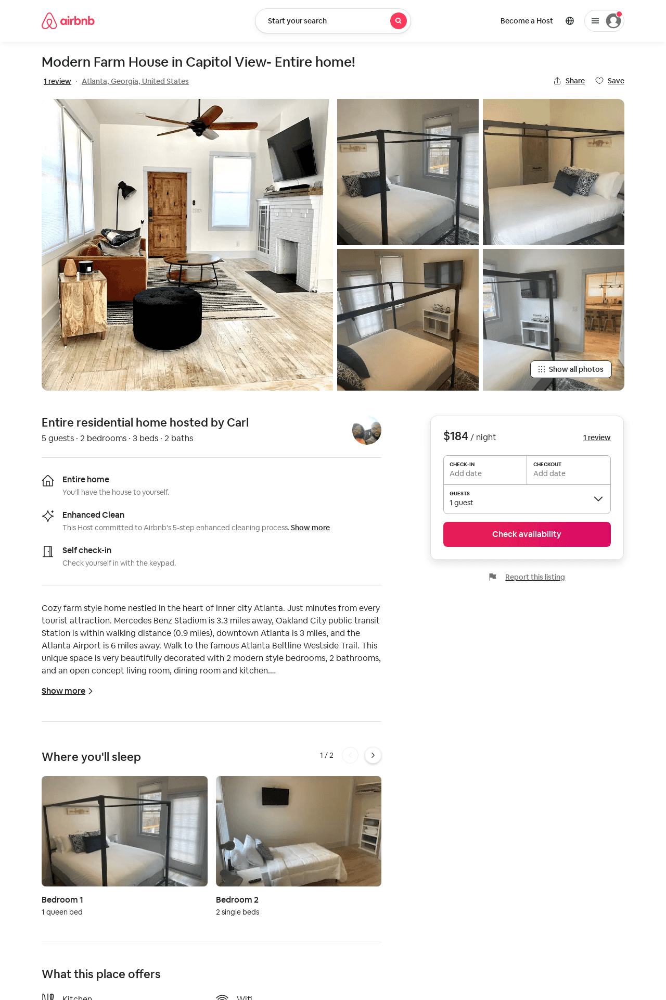 airbnb
Start your search
Become a Host
Modern Farm House in Capitol View- Entire home!
1 review · Atlanta, Georgia, United States
Share
Save
Show all photos
Entire residential home hosted by Carl
5 guests · 2 bedrooms · 3 beds · 2 baths
Entire home
You’ll have the house to yourself.
Enhanced Clean
This Host committed to Airbnb's 5-step enhanced cleaning process. Show more
Self check-in
Check yourself in with the keypad.
$184 / night
1 review
CHECK-IN
Add date
CHECKOUT
Add date
GUESTS
1 guest
Check availability
Report this listing
Cozy farm style home nestled in the heart of inner city Atlanta. Just minutes from every
tourist attraction. Mercedes Benz Stadium is 3.3 miles away, Oakland City public transit
Station is within walking distance (0.9 miles), downtown Atlanta is 3 miles, and the
Atlanta Airport is 6 miles away. Walk to the famous Atlanta Beltline Westside Trail. This
unique space is very beautifully decorated with 2 modern style bedrooms, 2 bathrooms,
and an open concept living room, dining room and kitchen.…
Show more
Where you'll sleep
1 / 2
Bedroom 1
1 queen bed
Bedroom 2
2 single beds
What this place offers
Kitchen
Wifi